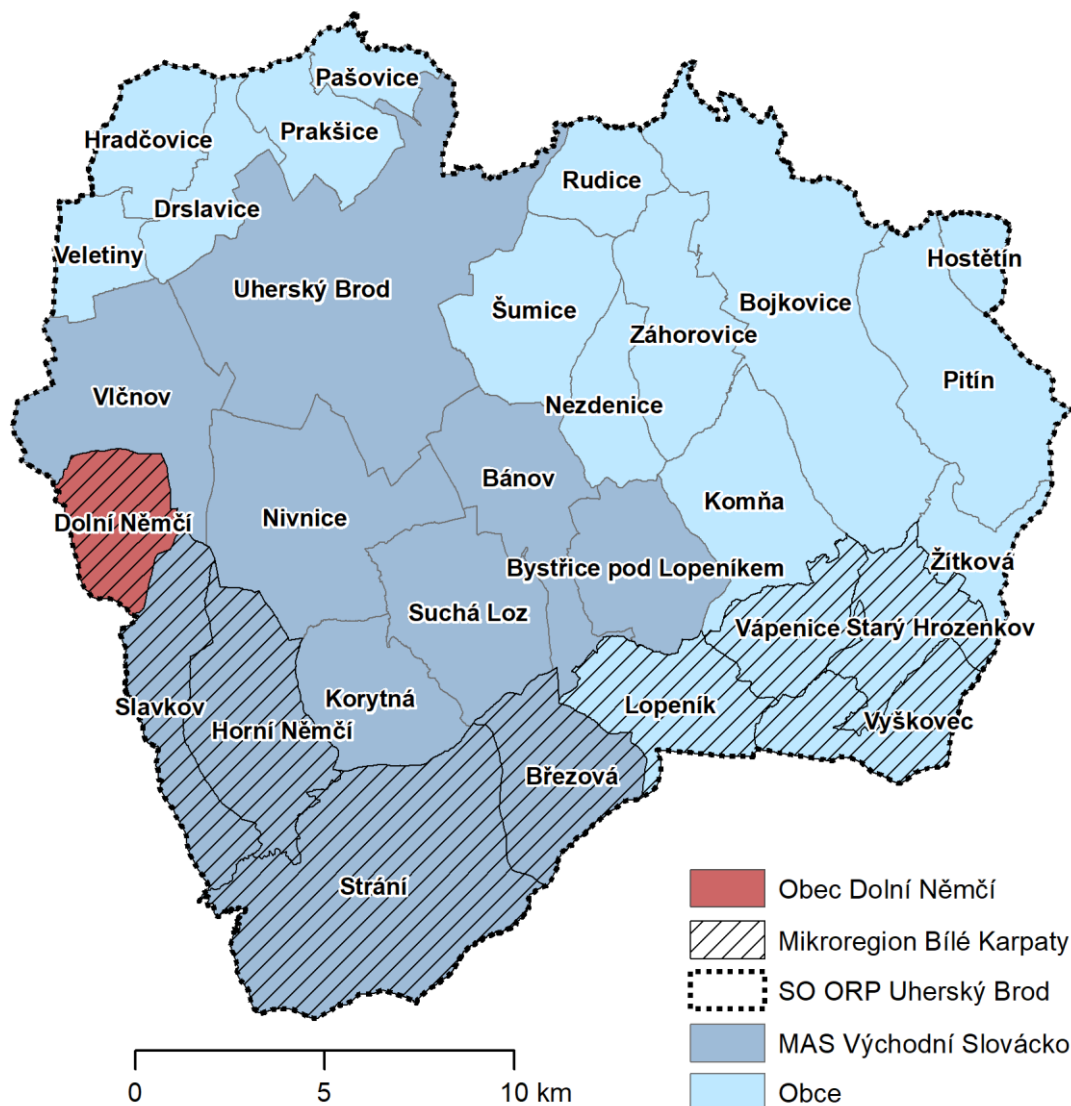 Pašovice
Hradčovice
Prakšice
Rudice
Drslavice
Veletiny
Hostětín
Uherský Brod
Šumice
Bojkovice
Záhorovice
Vlčnov
Pitín
Nezdenice
Bánov
Komňa
Nivnice
Dolní Němčí
Žítková
Bystřice pod Lopeníkem
Suchá Loz
Vápenice
Starý Hrozenkov
Korytná
Lopeník
Slavkov
Horní Němčí
Vyškovec
Březová
Strání
Obec Dolní Němčí
Mikroregion Bílé Karpaty
SO ORP Uherský Brod
MAS Východní Slovácko
Obce
0 5 10 km